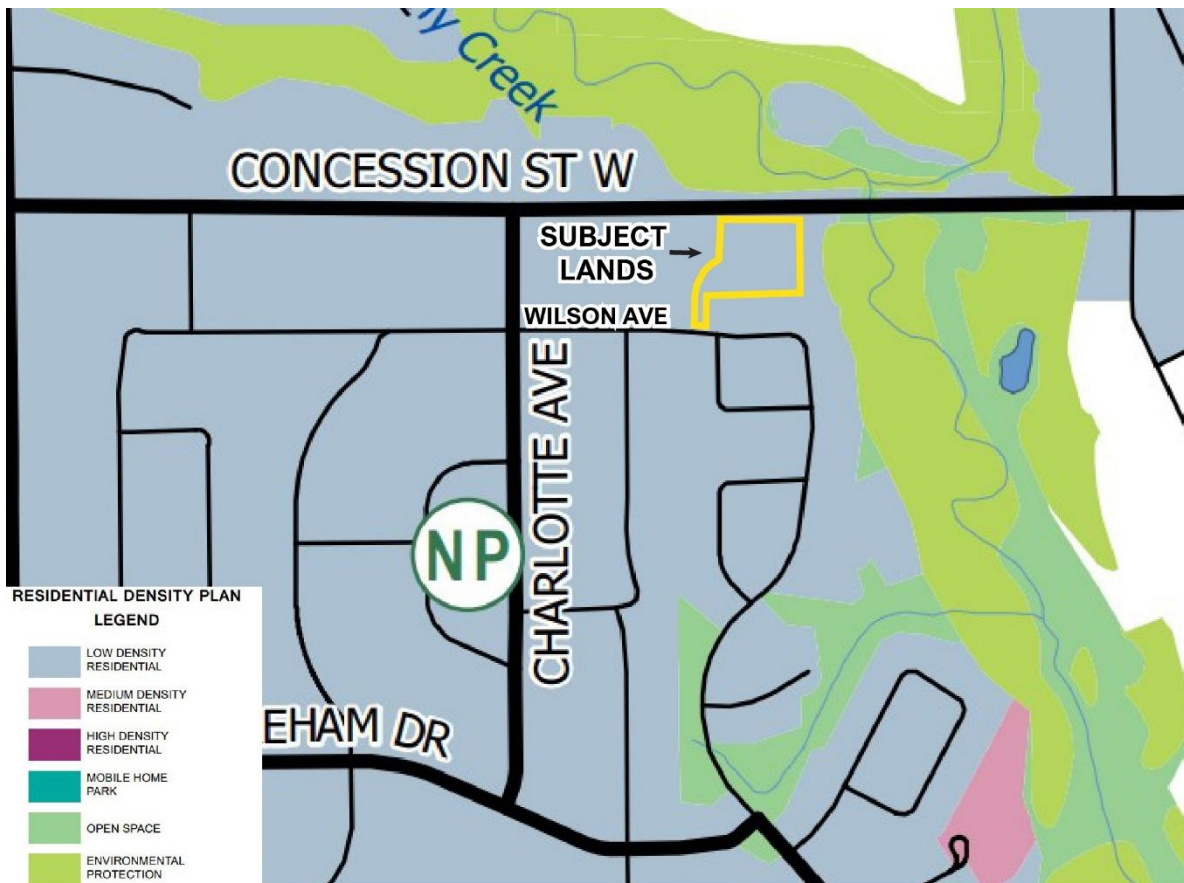 Creek
CONCESSION ST W
SUBJECT
LANDS
WILSON AVE
CHARLOTTE AVE
NP
EHAM DR
RESIDENTIAL DENSITY PLAN
LEGEND
LOW DENSITY
RESIDENTIAL
MEDIUM DENSITY
RESIDENTIAL
HIGH DENSITY
RESIDENTIAL
MOBILE HOME
PARK
OPEN SPACE
ENVIRONMENTAL
PROTECTION